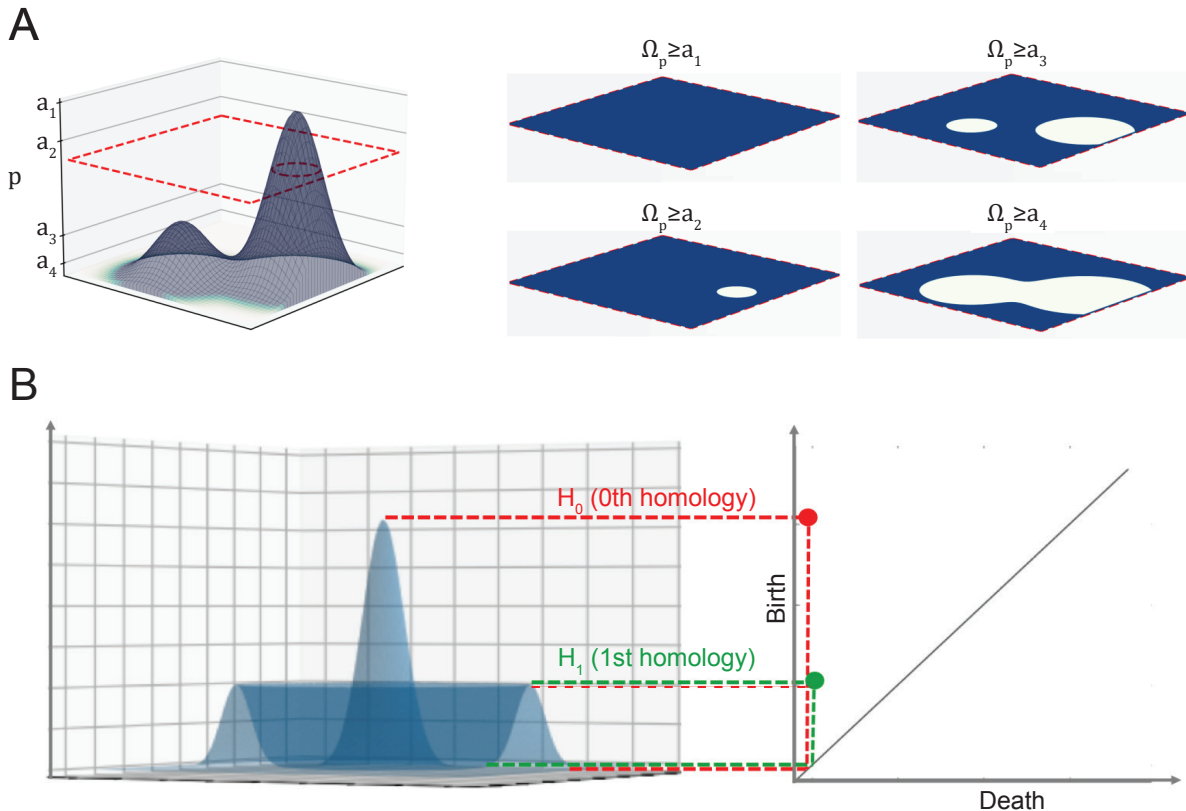 A
a₁
a₂
p
a₃
a₄
Ωₚ≥a₁
Ωₚ≥a₃
Ωₚ≥a₂
Ωₚ≥a₄
B
H₀ (0th homology)
H₁ (1st homology)
Birth
Death